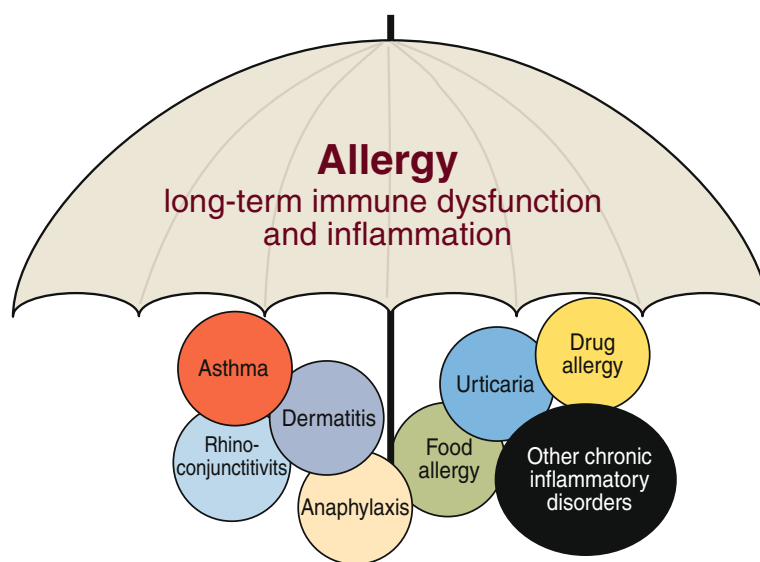 Allergy
long-term immune dysfunction
and inflammation
Asthma
Dermatitis
Rhino-
conjunctitivits
Anaphylaxis
Urticaria
Drug
allergy
Food
allergy
Other chronic
inflammatory
disorders